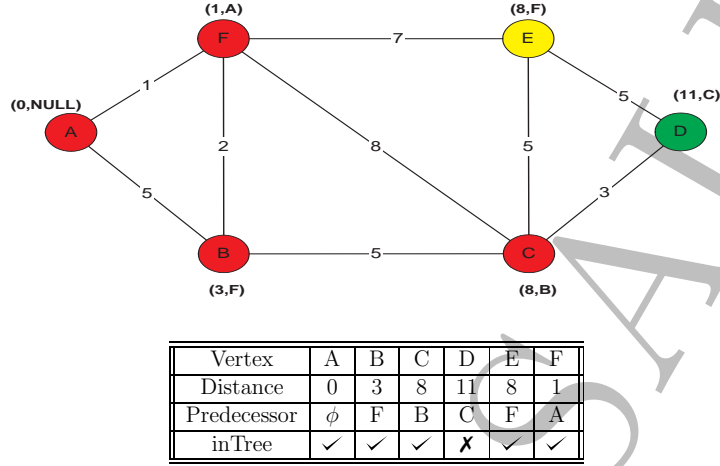 (1,A) (8,F)
F 7 E
1 5 (11,C)
(0,NULL)
A D
2 8 5
5 3
B 5 C
(3,F) (8,B)
Vertex A B C D E F
Distance 0 3 8 11 8 1
Predecessor ϕ F B C F A
inTree ✓ ✓ ✓ ✗ ✓ ✓